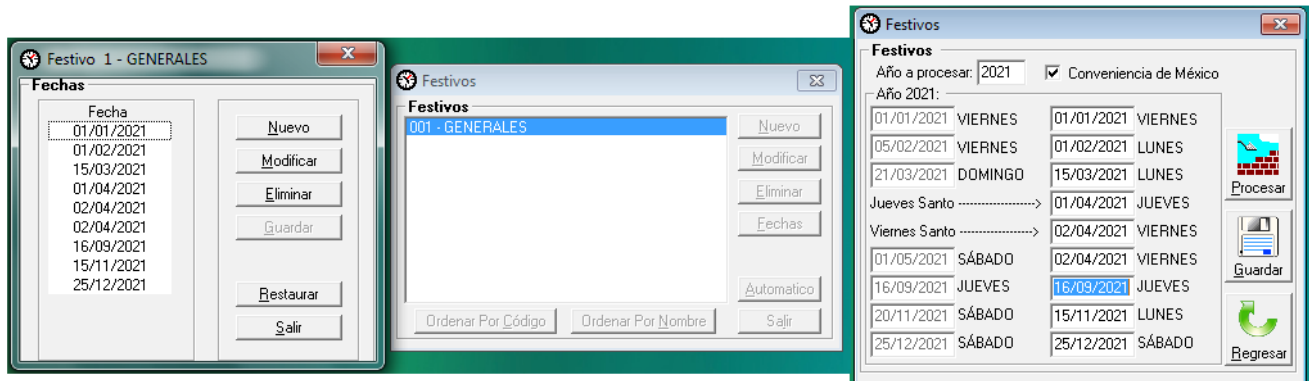 Festivo 1 - GENERALES
Fechas
Fecha
01/01/2021
01/02/2021
15/03/2021
01/04/2021
02/04/2021
02/04/2021
16/09/2021
15/11/2021
25/12/2021
Nuevo
Modificar
Eliminar
Guardar
Restaurar
Salir
Festivos
Festivos
001 - GENERALES
Nuevo
Modificar
Eliminar
Fechas
Automatico
Ordenar Por Código Ordenar Por Nombre Salir
Festivos
Festivos
Año a procesar: 2021 Conveniencia de México
Año 2021:
01/01/2021 VIERNES 01/01/2021 VIERNES
05/02/2021 VIERNES 01/02/2021 LUNES
21/03/2021 DOMINGO 15/03/2021 LUNES
Jueves Santo --------------------> 01/04/2021 JUEVES
Viernes Santo -------------------> 02/04/2021 VIERNES
01/05/2021 SÁBADO 02/04/2021 VIERNES
16/09/2021 JUEVES 16/09/2021 JUEVES
20/11/2021 SÁBADO 15/11/2021 LUNES
25/12/2021 SÁBADO 25/12/2021 SÁBADO
Procesar
Guardar
Regresar